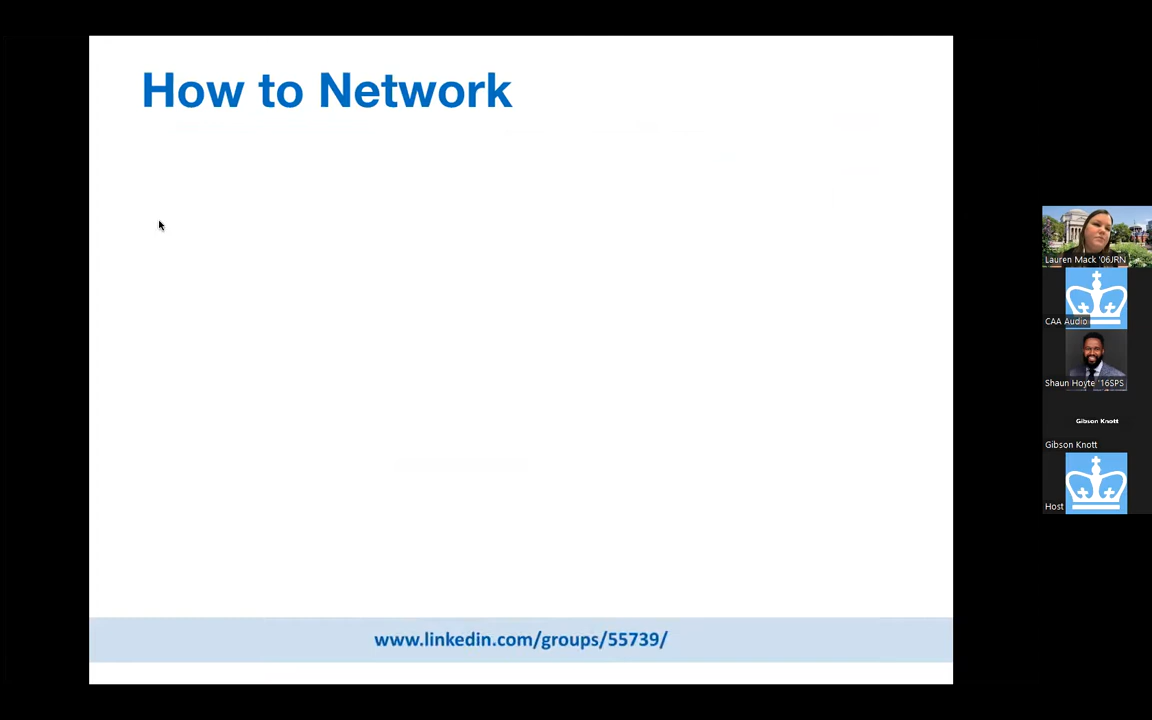 How to Network
www.linkedin.com/groups/55739/
Lauren Mack '06JRN
CAA Audio
Shaun Hoyte '16SPS
Gibson Knott
Gibson Knott
Host